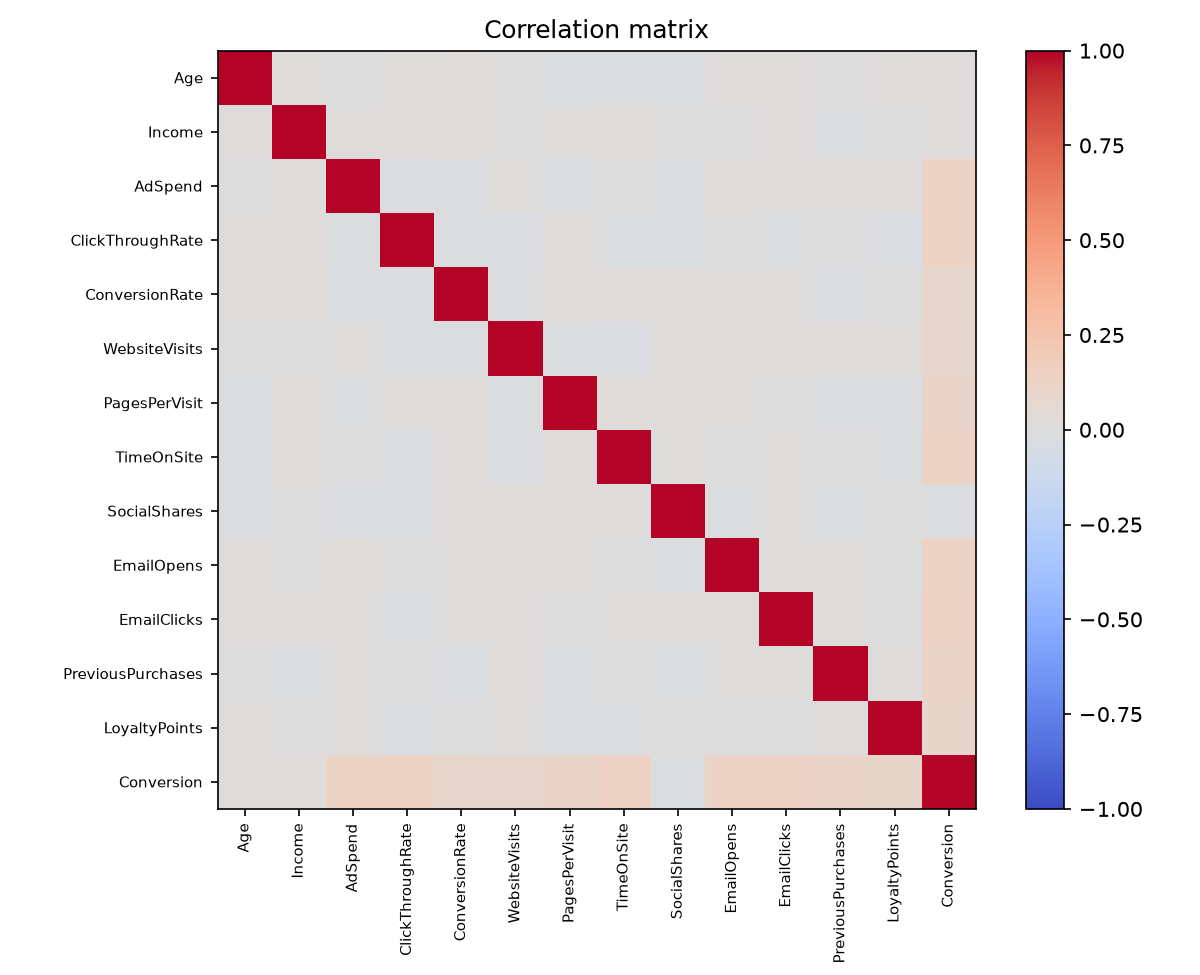 Correlation matrix
Age
Income
AdSpend
ClickThroughRate
ConversionRate
WebsiteVisits
PagesPerVisit
TimeOnSite
SocialShares
EmailOpens
EmailClicks
PreviousPurchases
LoyaltyPoints
Conversion
Age
Income
AdSpend
ClickThroughRate
ConversionRate
WebsiteVisits
PagesPerVisit
TimeOnSite
SocialShares
EmailOpens
EmailClicks
PreviousPurchases
LoyaltyPoints
Conversion
1.00
0.75
0.50
0.25
0.00
−0.25
−0.50
−0.75
−1.00